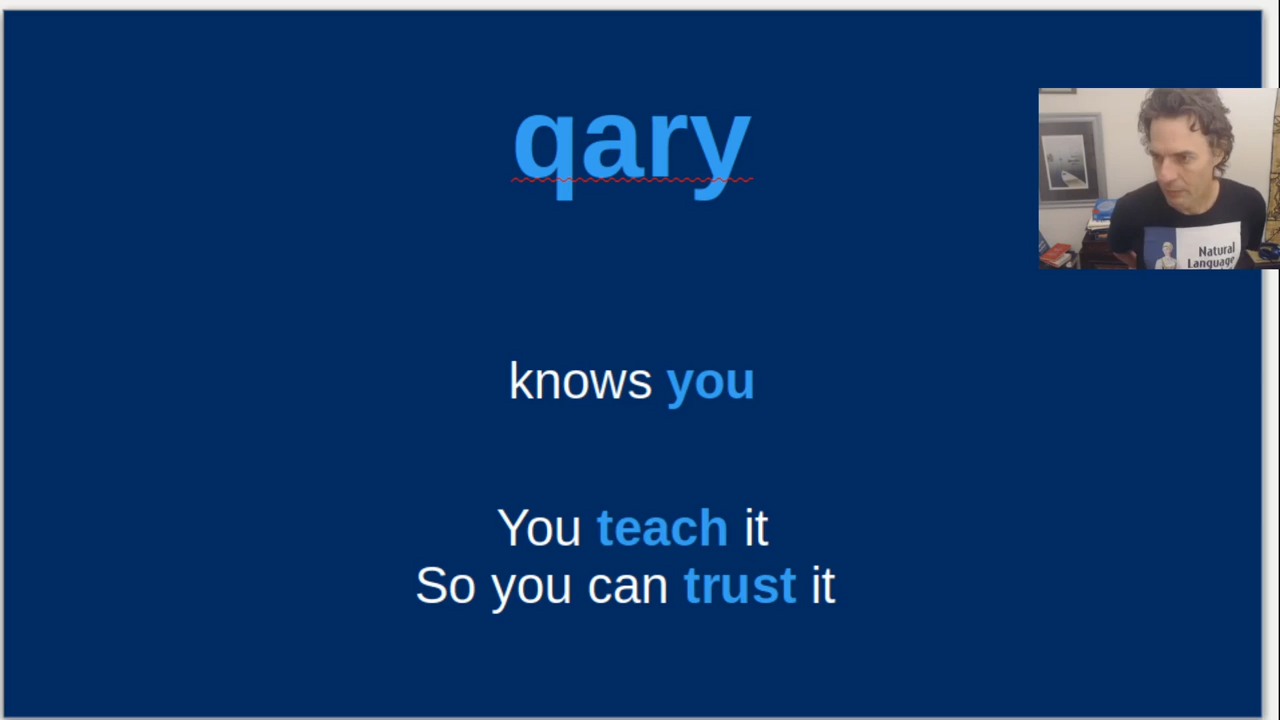 qary
knows you
You teach it
So you can trust it
Natural
Language